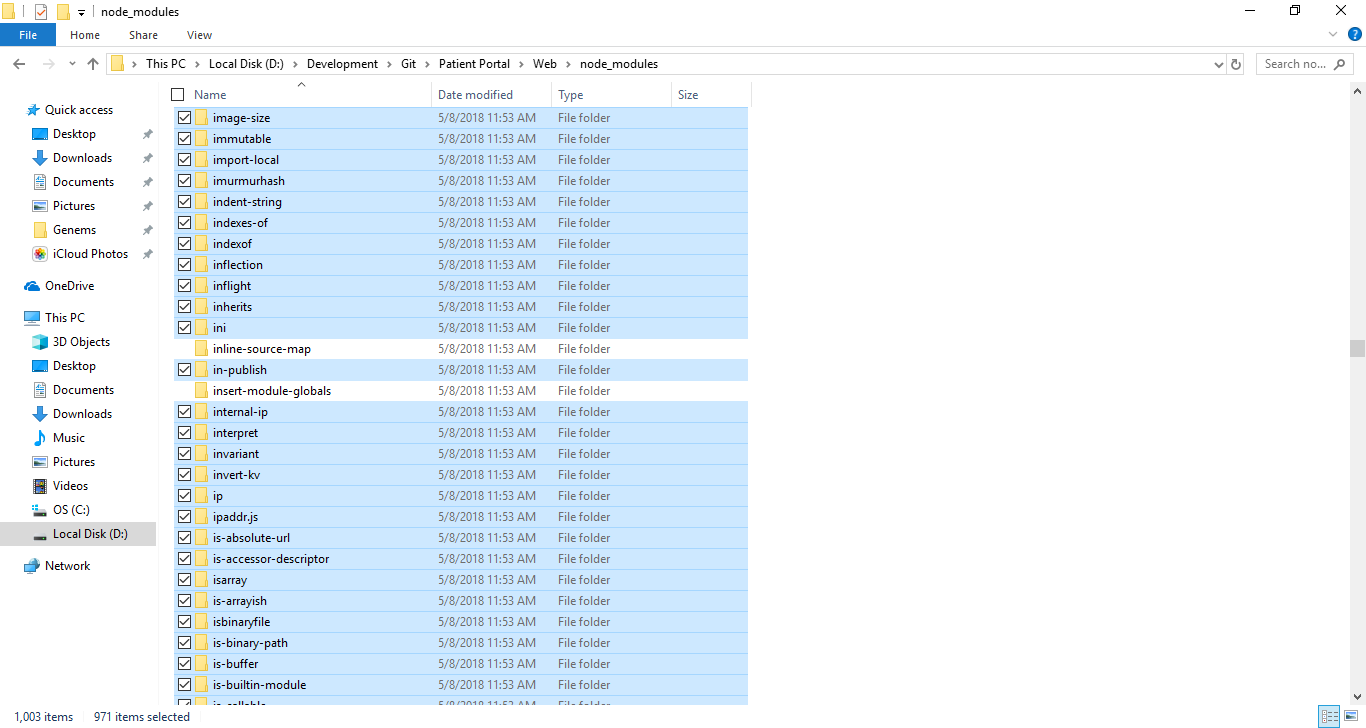 node_modules
File Home Share View
This PC Local Disk (D:) Development Git Patient Portal Web node_modules Search no...
Name Date modified Type Size
Quick access
Desktop
Downloads
Documents
Pictures
Genems
iCloud Photos
OneDrive
This PC
3D Objects
Desktop
Documents
Downloads
Music
Pictures
Videos
OS (C:)
Local Disk (D:)
Network
image-size 5/8/2018 11:53 AM File folder
immutable 5/8/2018 11:53 AM File folder
import-local 5/8/2018 11:53 AM File folder
imurmurhash 5/8/2018 11:53 AM File folder
indent-string 5/8/2018 11:53 AM File folder
indexes-of 5/8/2018 11:53 AM File folder
indexof 5/8/2018 11:53 AM File folder
inflection 5/8/2018 11:53 AM File folder
inflight 5/8/2018 11:53 AM File folder
inherits 5/8/2018 11:53 AM File folder
ini 5/8/2018 11:53 AM File folder
inline-source-map 5/8/2018 11:53 AM File folder
in-publish 5/8/2018 11:53 AM File folder
insert-module-globals 5/8/2018 11:53 AM File folder
internal-ip 5/8/2018 11:53 AM File folder
interpret 5/8/2018 11:53 AM File folder
invariant 5/8/2018 11:53 AM File folder
invert-kv 5/8/2018 11:53 AM File folder
ip 5/8/2018 11:53 AM File folder
ipaddr.js 5/8/2018 11:53 AM File folder
is-absolute-url 5/8/2018 11:53 AM File folder
is-accessor-descriptor 5/8/2018 11:53 AM File folder
isarray 5/8/2018 11:53 AM File folder
is-arrayish 5/8/2018 11:53 AM File folder
isbinaryfile 5/8/2018 11:53 AM File folder
is-binary-path 5/8/2018 11:53 AM File folder
is-buffer 5/8/2018 11:53 AM File folder
is-builtin-module 5/8/2018 11:53 AM File folder
1,003 items 971 items selected